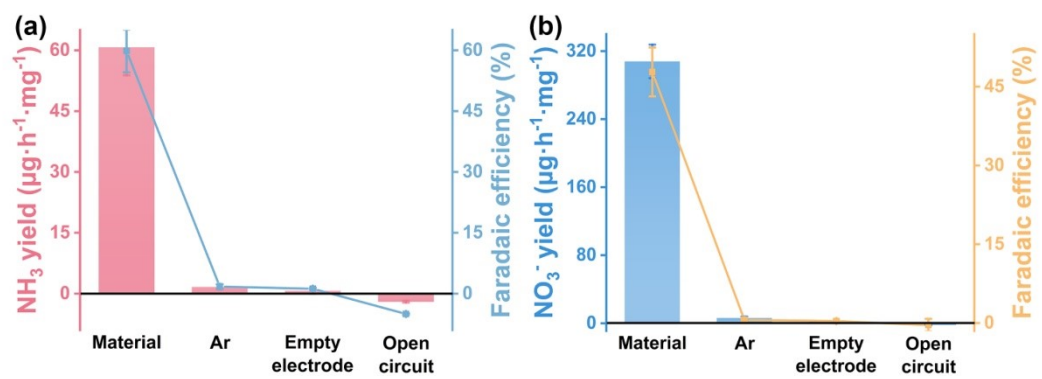 (a)
NH₃ yield (μg·h⁻¹·mg⁻¹)
60
45
30
15
0
60
45
30
15
0
Faradaic efficiency (%)
Material Ar Empty electrode Open circuit
(b)
NO₃⁻ yield (μg·h⁻¹·mg⁻¹)
320
240
160
80
0
45
15
0
Faradaic efficiency (%)
Material Ar Empty electrode Open circuit